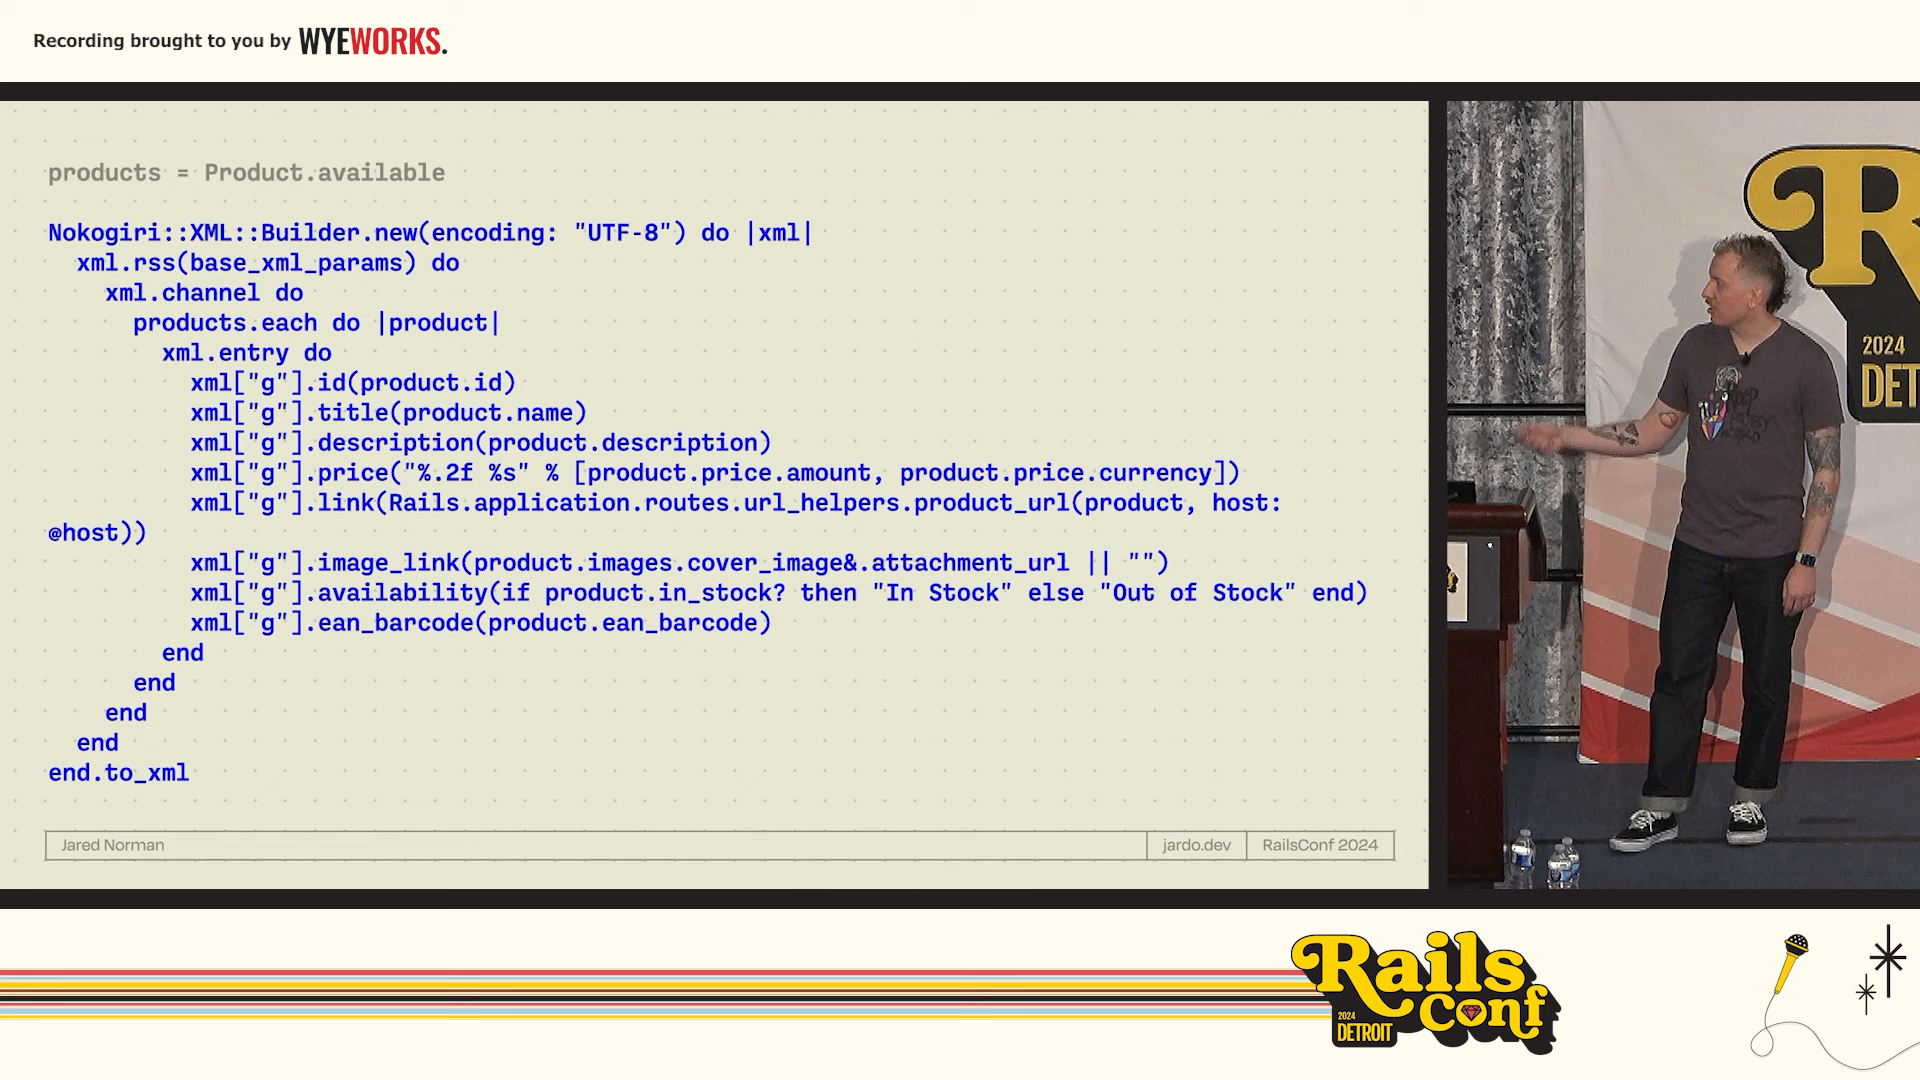 Recording brought to you by WYEWORKS.
products = Product.available
Nokogiri::XML::Builder.new(encoding: "UTF-8") do |xml|
  xml.rss(base_xml_params) do
    xml.channel do
      products.each do |product|
        xml.entry do
          xml["g"].id(product.id)
          xml["g"].title(product.name)
          xml["g"].description(product.description)
          xml["g"].price("%.2f %s" % [product.price.amount, product.price.currency])
          xml["g"].link(Rails.application.routes.url_helpers.product_url(product, host:
@host))
          xml["g"].image_link(product.images.cover_image&.attachment_url || "")
          xml["g"].availability(if product.in_stock? then "In Stock" else "Out of Stock" end)
          xml["g"].ean_barcode(product.ean_barcode)
        end
      end
    end
  end
end.to_xml
Jared Norman
jardo.dev
RailsConf 2024
R
2024
DET
Rails
Conf
2024
DETROIT